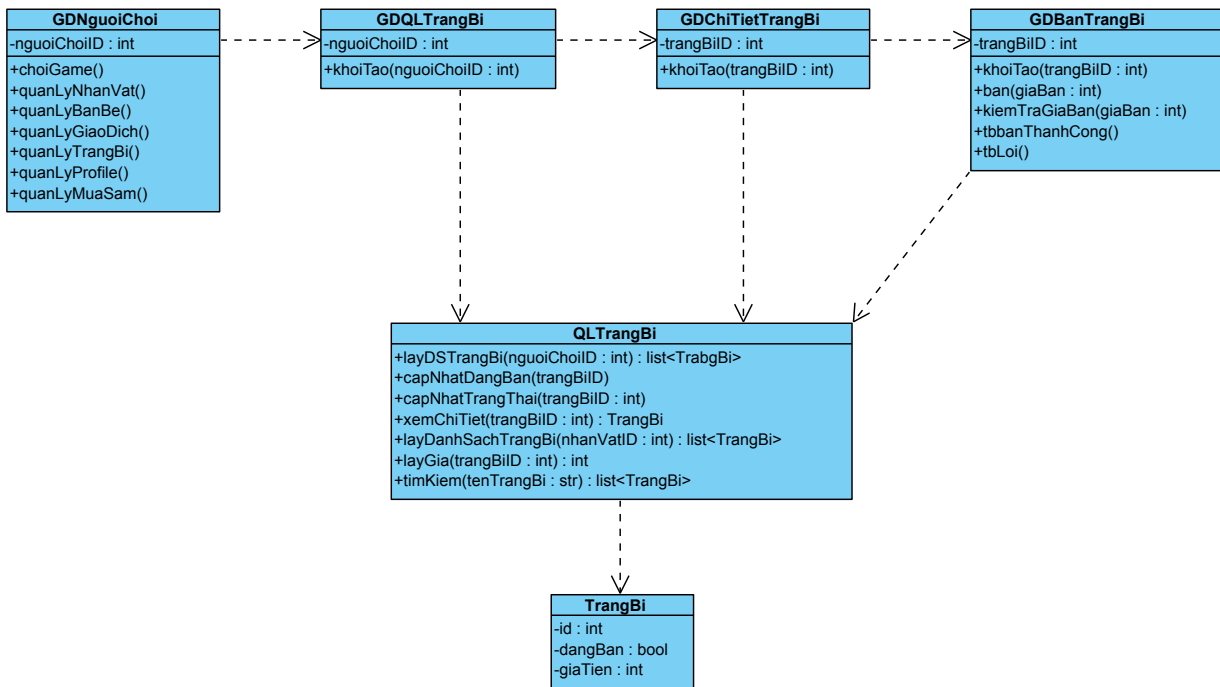 GDNguoiChoi
-nguoiChoiID : int
+choiGame()
+quanLyNhanVat()
+quanLyBanBe()
+quanLyGiaoDich()
+quanLyTrangBi()
+quanLyProfile()
+quanLyMuaSam()
GDQLTrangBi
-nguoiChoiID : int
+khoiTao(nguoiChoiID : int)
GDChiTietTrangBi
-trangBiID : int
+khoiTao(trangBiID : int)
GDBanTrangBi
-trangBiID : int
+khoiTao(trangBiID : int)
+ban(giaBan : int)
+kiemTraGiaBan(giaBan : int)
+tbbanThanhCong()
+tbLoi()
QLTrangBi
+layDSTrangBi(nguoiChoiID : int) : list<TrabgBi>
+capNhatDangBan(trangBiID)
+capNhatTrangThai(trangBiID : int)
+xemChiTiet(trangBiID : int) : TrangBi
+layDanhSachTrangBi(nhanVatID : int) : list<TrangBi>
+layGia(trangBiID : int) : int
+timKiem(tenTrangBi : str) : list<TrangBi>
TrangBi
-id : int
-dangBan : bool
-giaTien : int